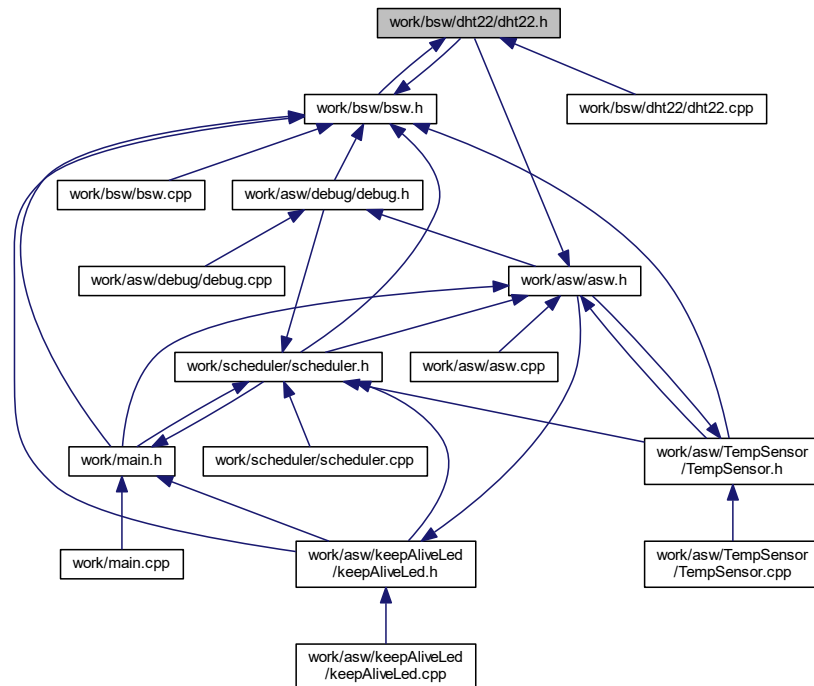 work/bsw/dht22/dht22.h
work/bsw/bsw.h
work/bsw/dht22/dht22.cpp
work/bsw/bsw.cpp
work/asw/debug/debug.h
work/asw/debug/debug.cpp
work/asw/asw.h
work/scheduler/scheduler.h
work/asw/asw.cpp
work/main.h
work/scheduler/scheduler.cpp
work/asw/TempSensor
/TempSensor.h
work/main.cpp
work/asw/keepAliveLed
/keepAliveLed.h
work/asw/TempSensor
/TempSensor.cpp
work/asw/keepAliveLed
/keepAliveLed.cpp